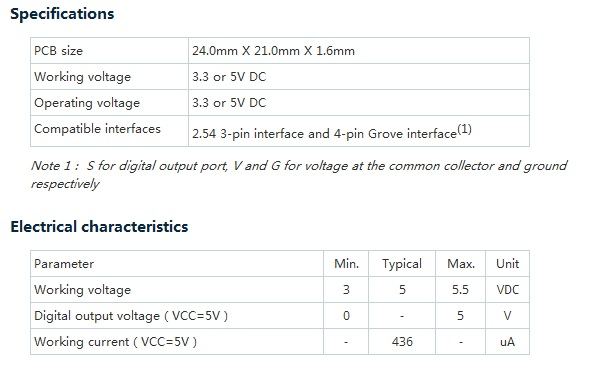 Specifications
PCB size 24.0mm X 21.0mm X 1.6mm
Working voltage 3.3 or 5V DC
Operating voltage 3.3 or 5V DC
Compatible interfaces 2.54 3-pin interface and 4-pin Grove interface(1)
Note 1 : S for digital output port, V and G for voltage at the common collector and ground
respectively
Electrical characteristics
Parameter Min. Typical Max. Unit
Working voltage 3 5 5.5 VDC
Digital output voltage ( VCC=5V ) 0 - 5 V
Working current ( VCC=5V ) - 436 - uA